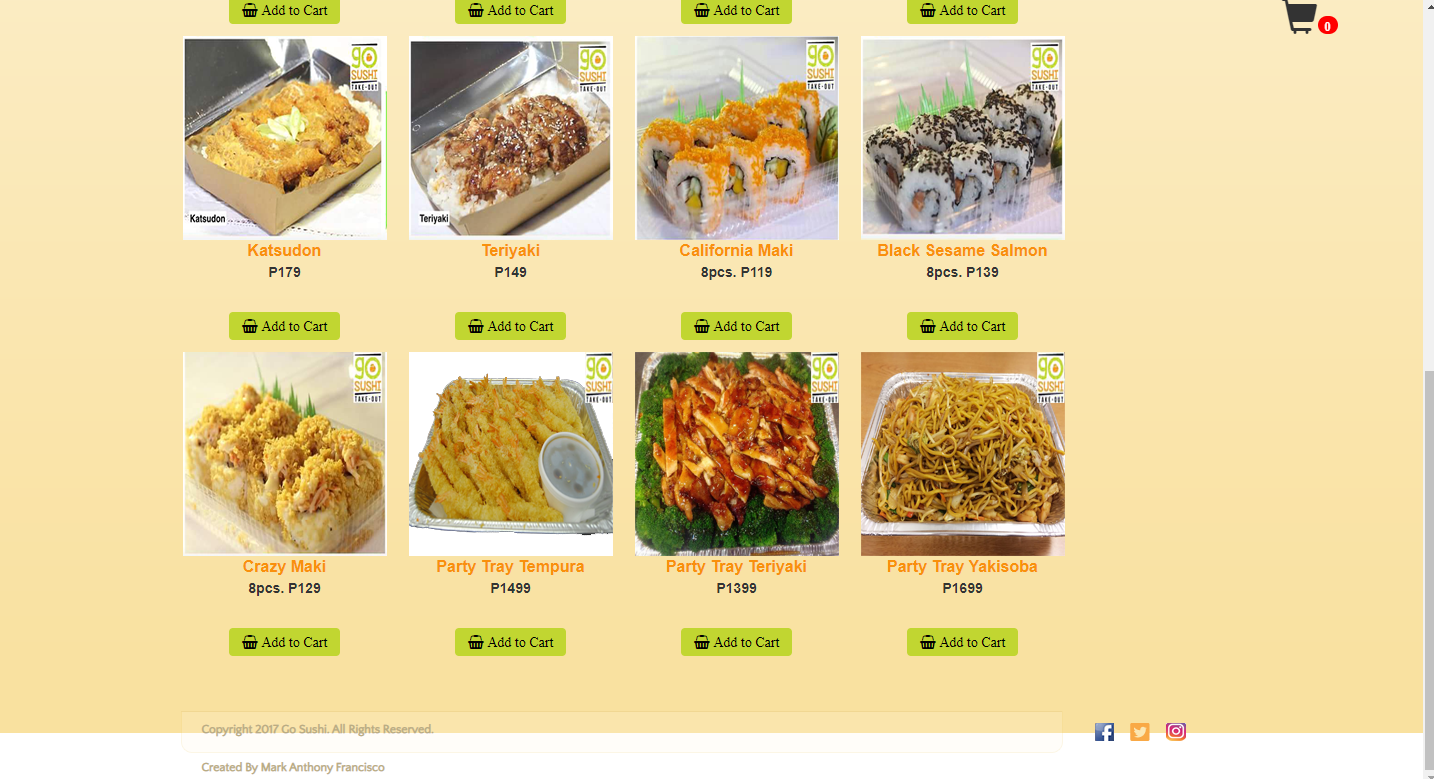 Add to Cart Add to Cart Add to Cart Add to Cart
0
go SUSHI TAKE-OUT go SUSHI TAKE-OUT go SUSHI TAKE-OUT go SUSHI TAKE-OUT
Katsudon Teriyaki
Katsudon Teriyaki California Maki Black Sesame Salmon
P179 P149 8pcs. P119 8pcs. P139
Add to Cart Add to Cart Add to Cart Add to Cart
go SUSHI TAKE-OUT go SUSHI TAKE-OUT go SUSHI TAKE-OUT go SUSHI TAKE-OUT
Crazy Maki Party Tray Tempura Party Tray Teriyaki Party Tray Yakisoba
8pcs. P129 P1499 P1399 P1699
Add to Cart Add to Cart Add to Cart Add to Cart
Copyright 2017 Go Sushi. All Rights Reserved.
Created By Mark Anthony Francisco